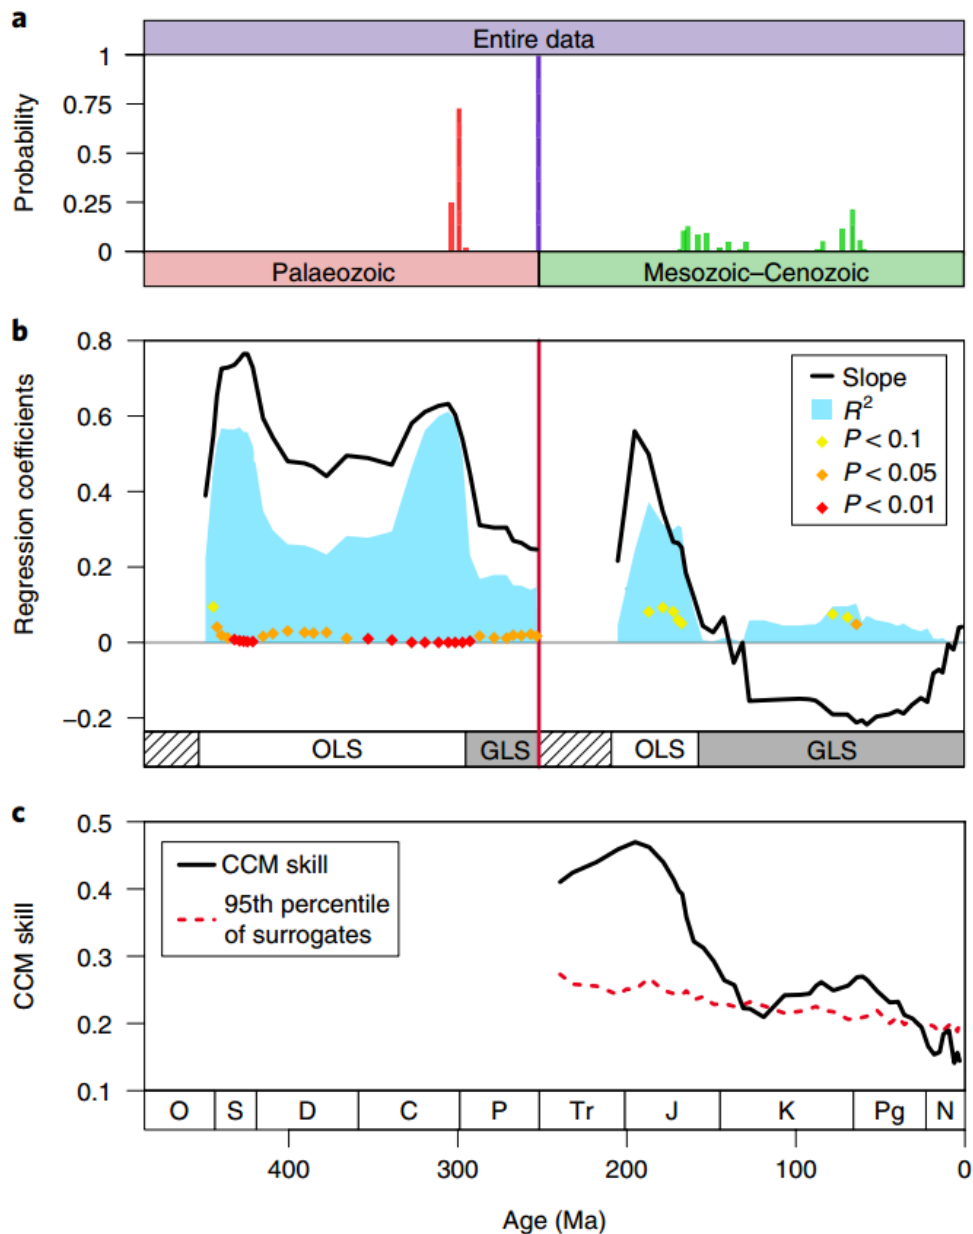 a
Entire data
1
0.75
0.5
0.25
0
Probability
Palaeozoic
Mesozoic–Cenozoic
b
0.8
0.6
0.4
0.2
0
−0.2
Regression coefficients
Slope
R²
P < 0.1
P < 0.05
P < 0.01
OLS
GLS
OLS
GLS
c
0.5
0.4
0.3
0.2
0.1
CCM skill
CCM skill
95th percentile
of surrogates
O S D C P Tr J K Pg N
400 300 200 100 0
Age (Ma)